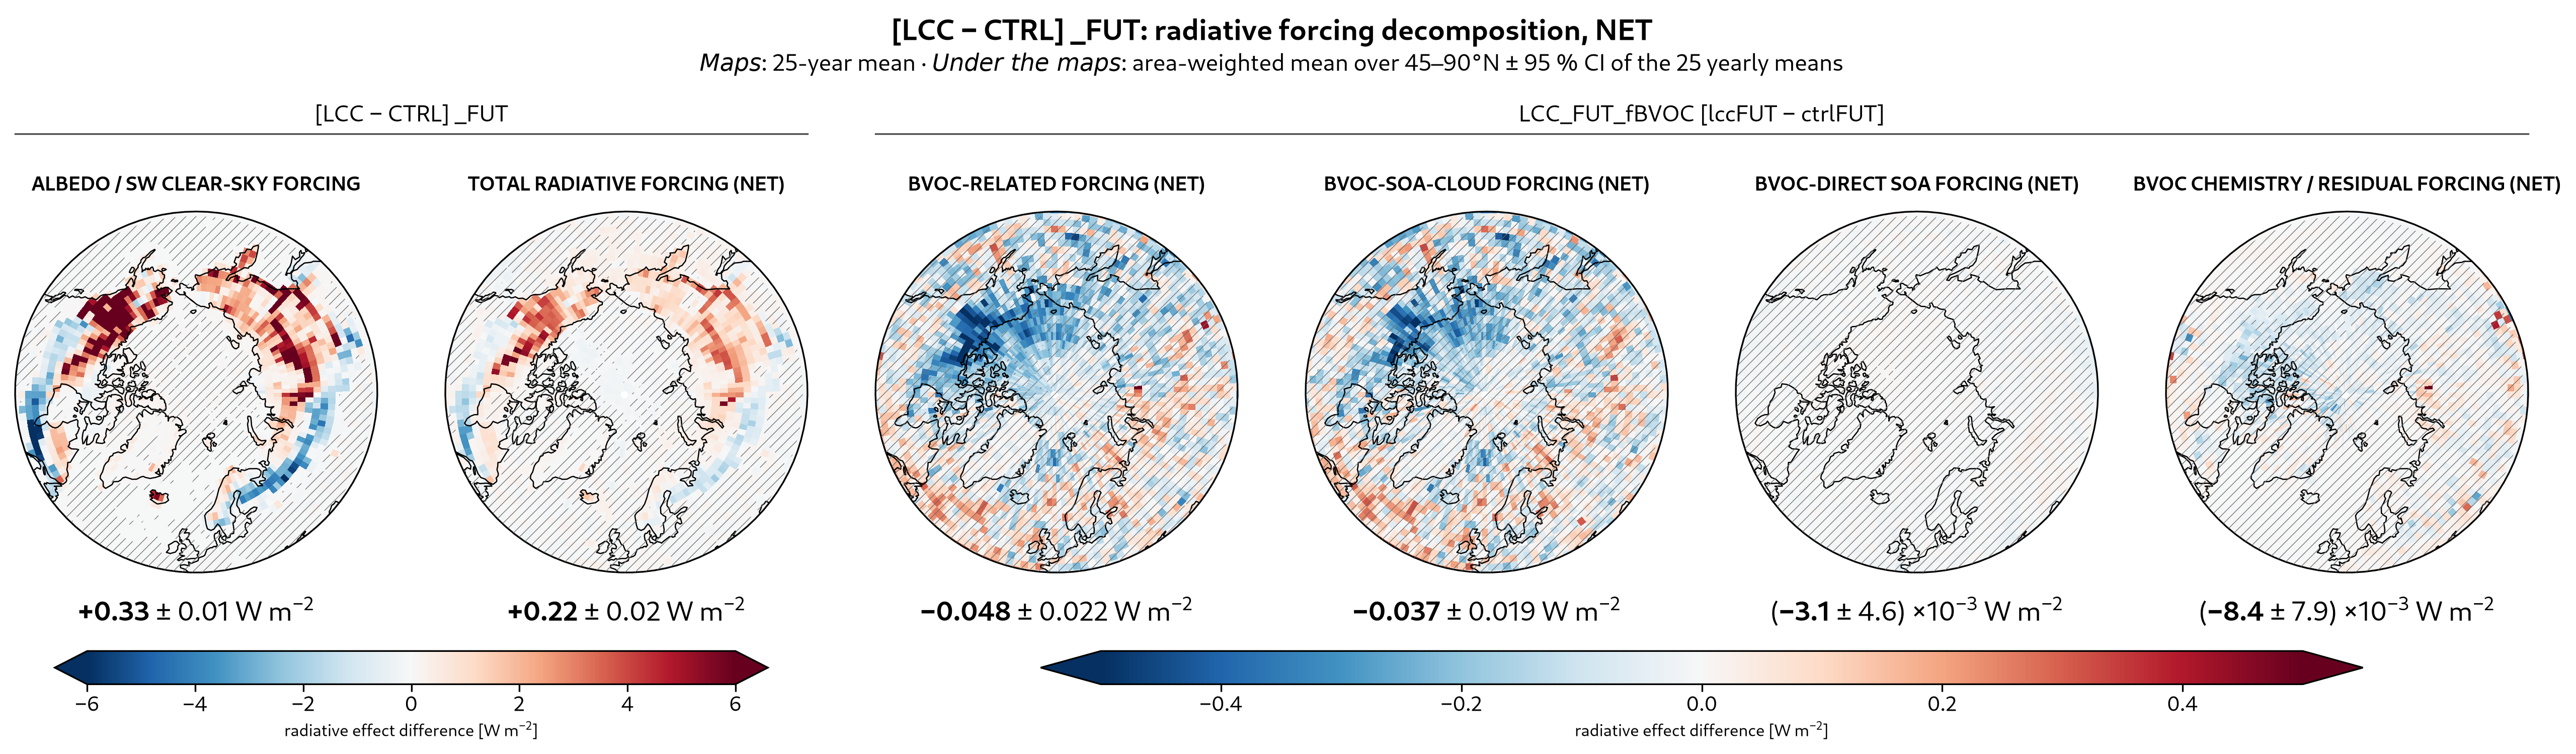 [LCC − CTRL] _FUT: radiative forcing decomposition, NET
Maps: 25-year mean · Under the maps: area-weighted mean over 45–90°N ± 95 % CI of the 25 yearly means
[LCC − CTRL] _FUT
LCC_FUT_fBVOC [lccFUT − ctrlFUT]
ALBEDO / SW CLEAR-SKY FORCING
TOTAL RADIATIVE FORCING (NET)
BVOC-RELATED FORCING (NET)
BVOC-SOA-CLOUD FORCING (NET)
BVOC-DIRECT SOA FORCING (NET)
BVOC CHEMISTRY / RESIDUAL FORCING (NET)
+0.33 ± 0.01 W m⁻²
+0.22 ± 0.02 W m⁻²
−0.048 ± 0.022 W m⁻²
−0.037 ± 0.019 W m⁻²
(−3.1 ± 4.6) ×10⁻³ W m⁻²
(−8.4 ± 7.9) ×10⁻³ W m⁻²
−6 −4 −2 0 2 4 6
radiative effect difference [W m⁻²]
−0.4 −0.2 0.0 0.2 0.4
radiative effect difference [W m⁻²]